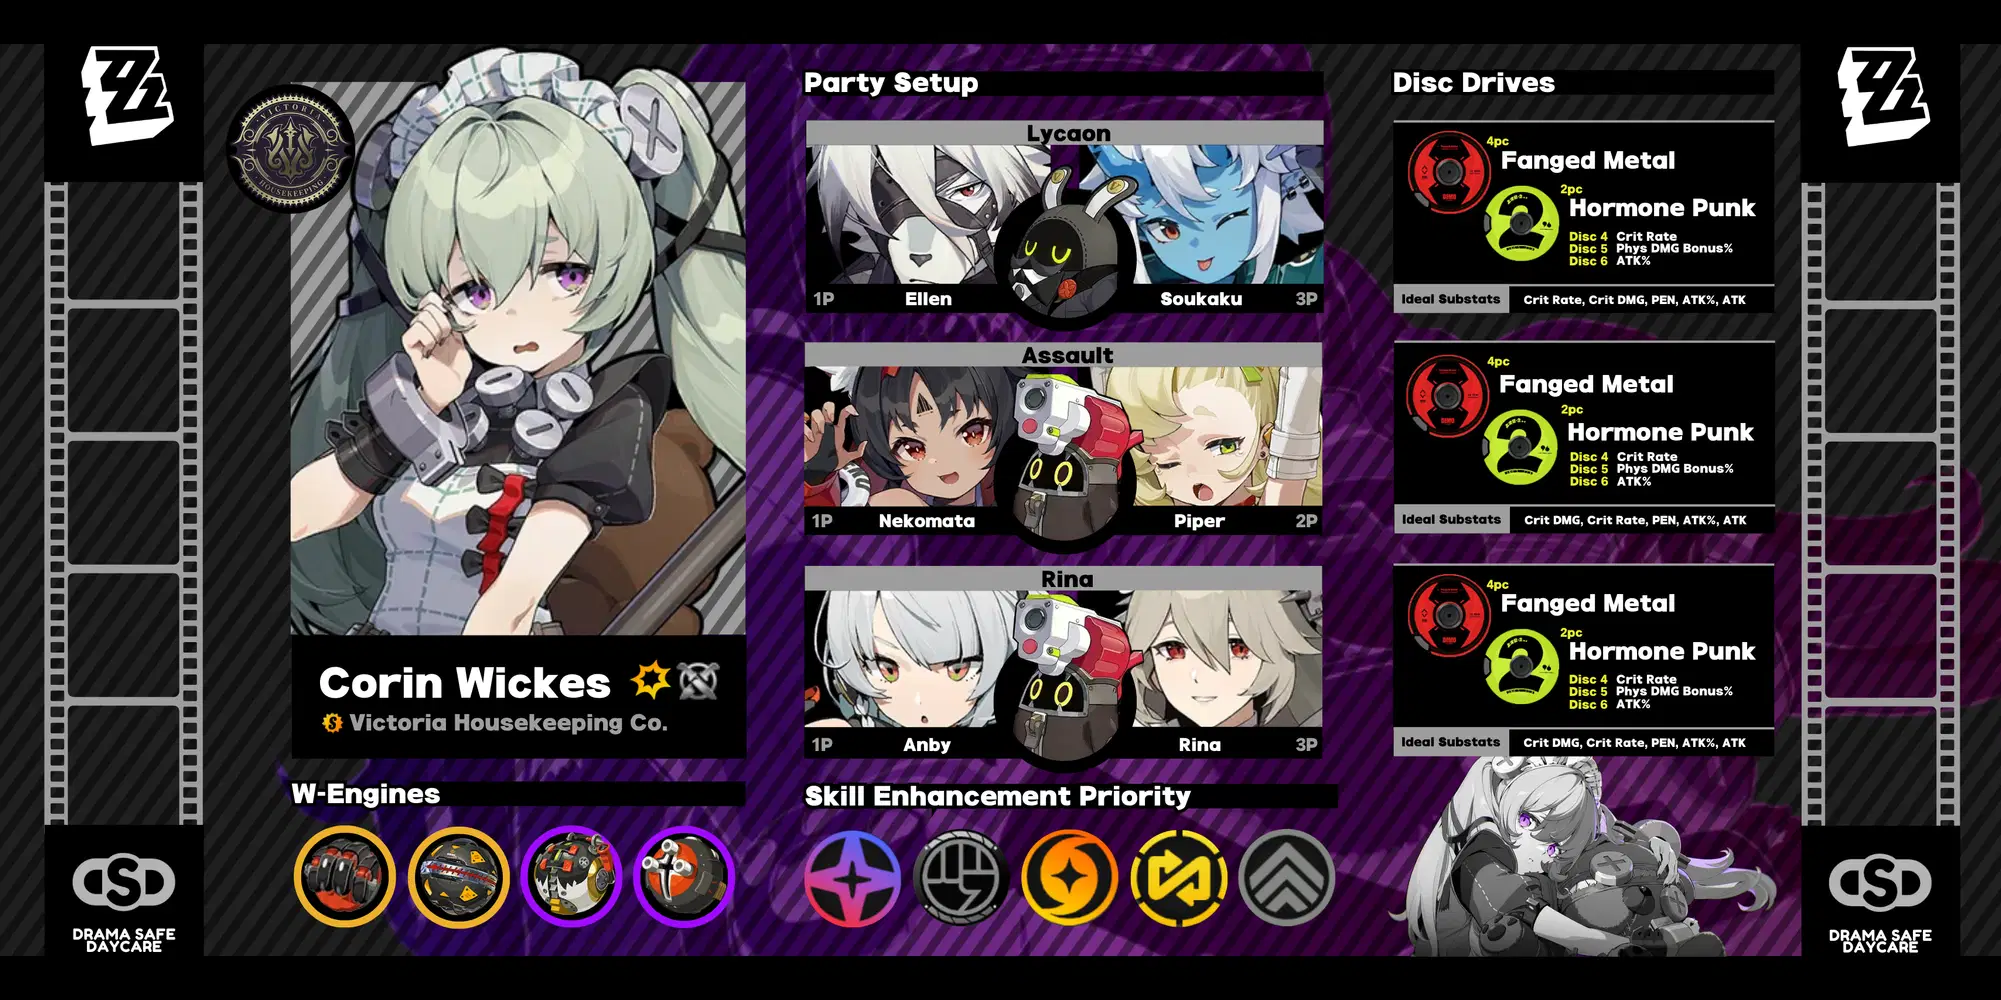 VICTORIA
HOUSEKEEPING
Corin Wickes
Victoria Housekeeping Co.
W-Engines
Party Setup
Lycaon
1P Ellen Soukaku 3P
Assault
1P Nekomata Piper 2P
Rina
1P Anby Rina 3P
Skill Enhancement Priority
Disc Drives
4pc
Fanged Metal
2pc
Hormone Punk
Disc 4 Crit Rate
Disc 5 Phys DMG Bonus%
Disc 6 ATK%
Ideal Substats Crit Rate, Crit DMG, PEN, ATK%, ATK
4pc
Fanged Metal
2pc
Hormone Punk
Disc 4 Crit Rate
Disc 5 Phys DMG Bonus%
Disc 6 ATK%
Ideal Substats Crit DMG, Crit Rate, PEN, ATK%, ATK
4pc
Fanged Metal
2pc
Hormone Punk
Disc 4 Crit Rate
Disc 5 Phys DMG Bonus%
Disc 6 ATK%
Ideal Substats Crit DMG, Crit Rate, PEN, ATK%, ATK
DSD
DRAMA SAFE
DAYCARE
DSD
DRAMA SAFE
DAYCARE